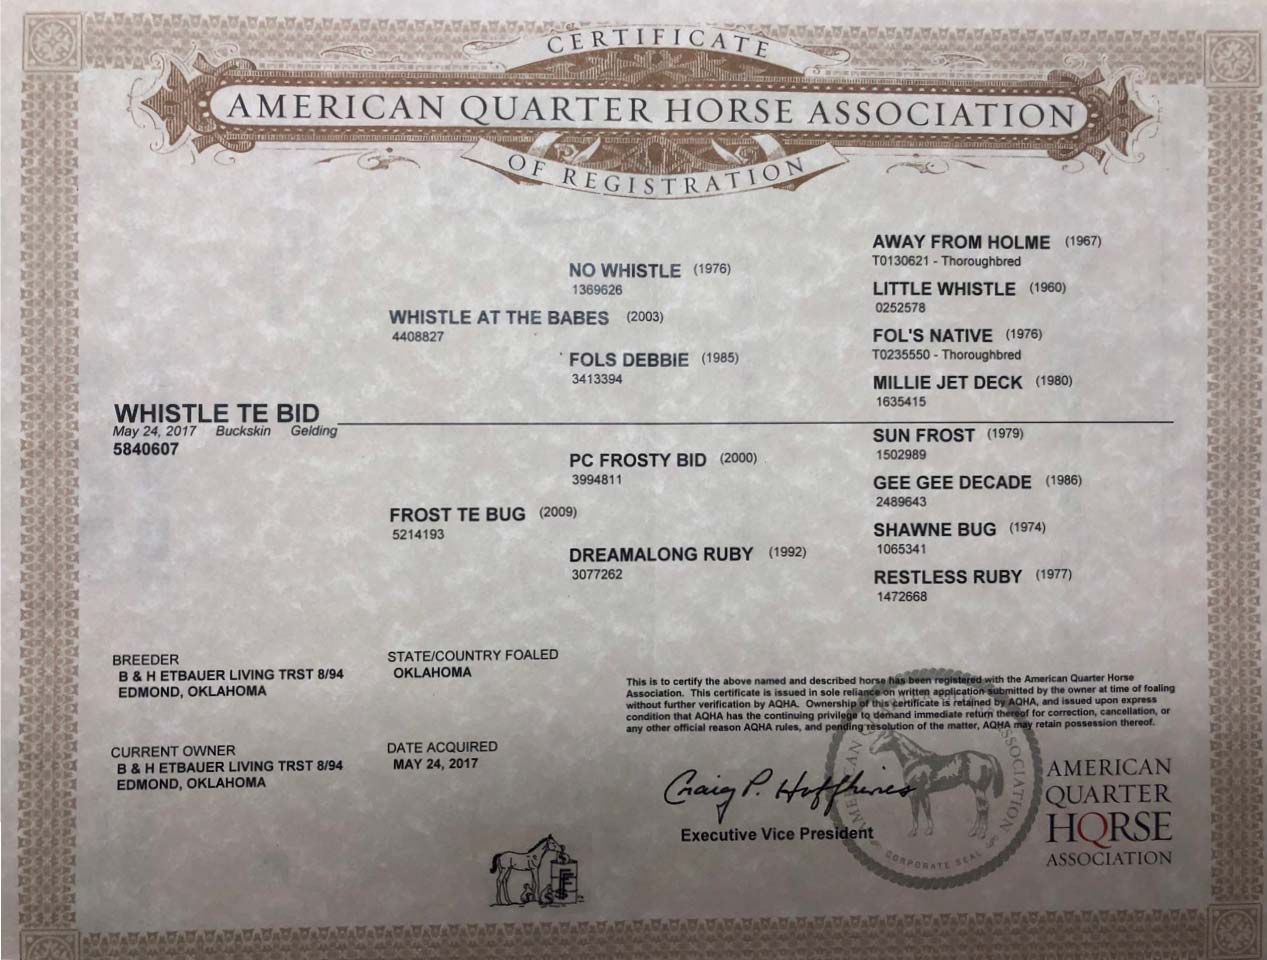 CERTIFICATE
AMERICAN QUARTER HORSE ASSOCIATION
OF REGISTRATION
AWAY FROM HOLME (1967)
T0130621 - Thoroughbred
NO WHISTLE (1976)
1369626
LITTLE WHISTLE (1960)
0252578
WHISTLE AT THE BABES (2003)
4408827
FOL'S NATIVE (1976)
T0235550 - Thoroughbred
FOLS DEBBIE (1985)
3413394
MILLIE JET DECK (1980)
1635415
WHISTLE TE BID
May 24, 2017 Buckskin Gelding
5840607
SUN FROST (1979)
1502989
PC FROSTY BID (2000)
3994811
GEE GEE DECADE (1986)
2489643
FROST TE BUG (2009)
5214193
SHAWNE BUG (1974)
1065341
DREAMALONG RUBY (1992)
3077262
RESTLESS RUBY (1977)
1472668
BREEDER
B & H ETBAUER LIVING TRST 8/94
EDMOND, OKLAHOMA
STATE/COUNTRY FOALED
OKLAHOMA
CURRENT OWNER
B & H ETBAUER LIVING TRST 8/94
EDMOND, OKLAHOMA
DATE ACQUIRED
MAY 24, 2017
This is to certify the above named and described horse has been registered with the American Quarter Horse
Association. This certificate is issued in sole reliance on written application submitted by the owner at time of foaling
without further verification by AQHA. Ownership of this certificate is retained by AQHA, and issued upon express
condition that AQHA has the continuing privilege to demand immediate return thereof for correction, cancellation, or
any other official reason AQHA rules, and pending resolution of the matter, AQHA may retain possession thereof.
Craig P. Huffhines
Executive Vice President
AMERICAN QUARTER HORSE ASSOCIATION
CORPORATE SEAL
AMERICAN
QUARTER
HORSE
ASSOCIATION